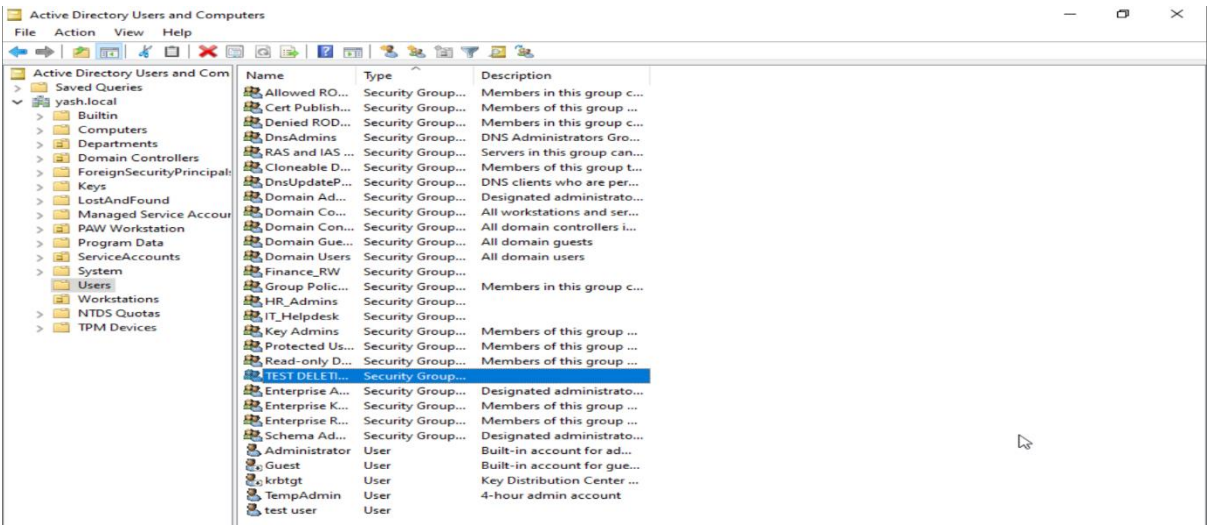 Active Directory Users and Computers
File Action View Help
Active Directory Users and Com
Saved Queries
yash.local
Builtin
Computers
Departments
Domain Controllers
ForeignSecurityPrincipals
Keys
LostAndFound
Managed Service Accour
PAW Workstation
Program Data
ServiceAccounts
System
Users
Workstations
NTDS Quotas
TPM Devices
Name Type Description
Allowed RO... Security Group... Members in this group c...
Cert Publish... Security Group... Members of this group ...
Denied ROD... Security Group... Members in this group c...
DnsAdmins Security Group... DNS Administrators Gro...
RAS and IAS ... Security Group... Servers in this group can...
Cloneable D... Security Group... Members of this group t...
DnsUpdateP... Security Group... DNS clients who are per...
Domain Ad... Security Group... Designated administrato...
Domain Co... Security Group... All workstations and ser...
Domain Con... Security Group... All domain controllers i...
Domain Gue... Security Group... All domain guests
Domain Users Security Group... All domain users
Finance_RW Security Group...
Group Polic... Security Group... Members in this group c...
HR_Admins Security Group...
IT_Helpdesk Security Group...
Key Admins Security Group... Members of this group ...
Protected Us... Security Group... Members of this group ...
Read-only D... Security Group... Members of this group ...
TEST DELETI... Security Group...
Enterprise A... Security Group... Designated administrato...
Enterprise K... Security Group... Members of this group ...
Enterprise R... Security Group... Members of this group ...
Schema Ad... Security Group... Designated administrato...
Administrator User Built-in account for ad...
Guest User Built-in account for gue...
krbtgt User Key Distribution Center ...
TempAdmin User 4-hour admin account
test user User